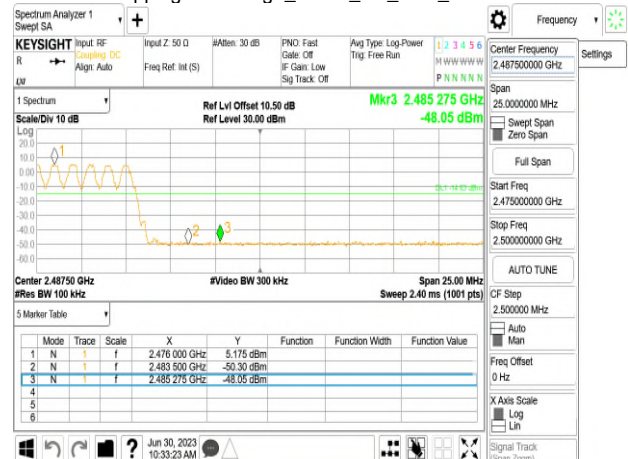 Spectrum Analyzer 1
Swept SA
Frequency
KEYSIGHT
R
Input: RF
Coupling: DC
Align: Auto
Input Z: 50 Ω
Freq Ref: Int (S)
#Atten: 30 dB
PNO: Fast
Gate: Off
IF Gain: Low
Sig Track: Off
Avg Type: Log-Power
Trig: Free Run
1 2 3 4 5 6
M W W W W W
P N N N N N
Center Frequency
2.487500000 GHz
Settings
Span
25.0000000 MHz
Swept Span
Zero Span
Full Span
Start Freq
2.475000000 GHz
Stop Freq
2.500000000 GHz
AUTO TUNE
CF Step
2.500000 MHz
Auto
Man
Freq Offset
0 Hz
X Axis Scale
Log
Lin
Signal Track
(Span Zoom)
1 Spectrum
Scale/Div 10 dB
Ref Lvl Offset 10.50 dB
Ref Level 30.00 dBm
Mkr3 2.485 275 GHz
-48.05 dBm
Log
20.0
10.0
0.00
-10.0
-20.0
-30.0
-40.0
-50.0
-60.0
1
2
3
Center 2.48750 GHz
#Res BW 100 kHz
#Video BW 300 kHz
Span 25.00 MHz
Sweep 2.40 ms (1001 pts)
5 Marker Table
Mode Trace Scale X Y Function Function Width Function Value
1 N 1 f 2.476 000 GHz 5.175 dBm
2 N 1 f 2.483 500 GHz -50.30 dBm
3 N 1 f 2.485 275 GHz -48.05 dBm
4
5
6
?
Jun 30, 2023
10:33:23 AM